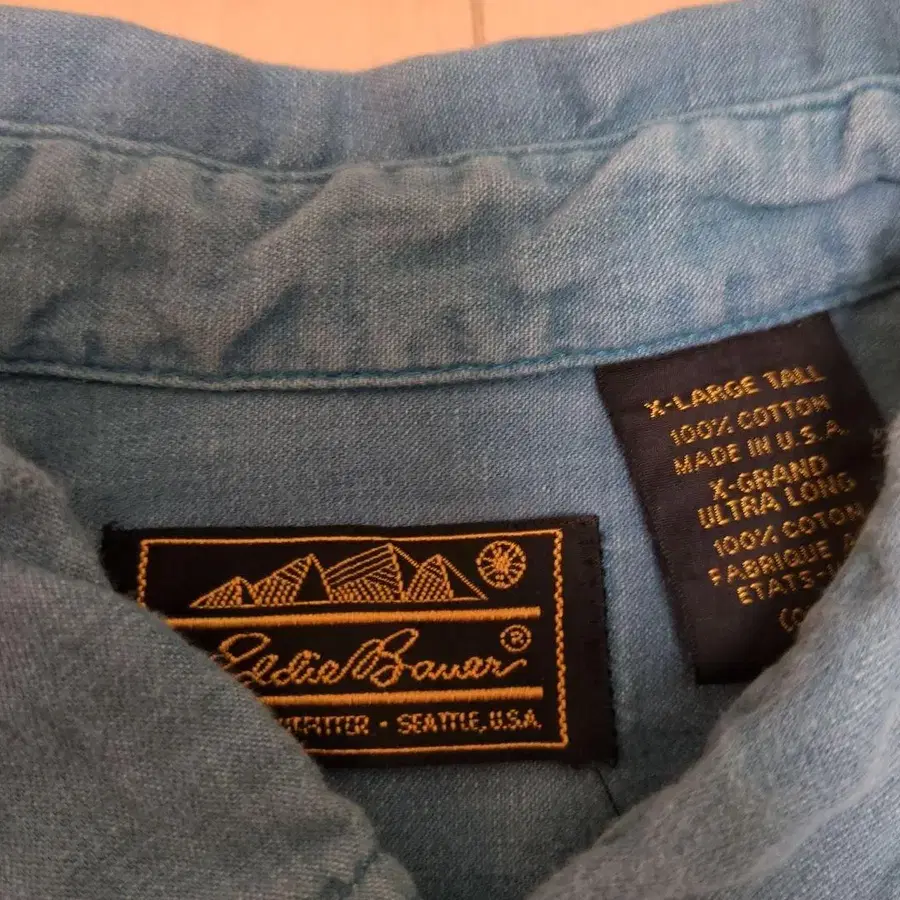 X-LARGE TALL
100% COTTON
MADE IN U.S.A.
X-GRAND
ULTRA LONG
100% COTON
FABRIQUE
ETATS-
Eddie Bauer ®
SEATTLE, U.S.A.